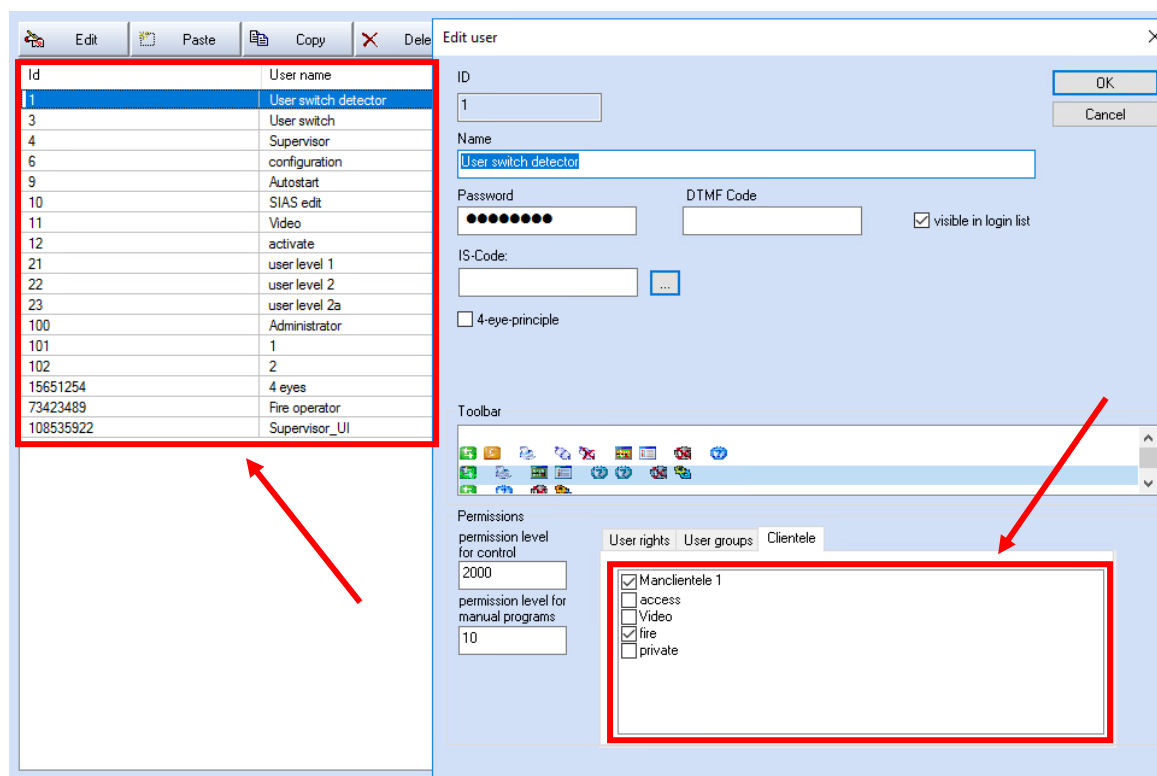 Edit Paste Copy Dele
Id User name
1 User switch detector
3 User switch
4 Supervisor
6 configuration
9 Autostart
10 SIAS edit
11 Video
12 activate
21 user level 1
22 user level 2
23 user level 2a
100 Administrator
101 1
102 2
15651254 4 eyes
73423489 Fire operator
108535922 Supervisor_UI
Edit user
ID
1
OK
Cancel
Name
User switch detector
Password DTMF Code
visible in login list
IS-Code:
...
4-eye-principle
Toolbar
Permissions
permission level
for control
2000
permission level for
manual programs
10
User rights User groups Clientele
Manclientele 1
access
Video
fire
private